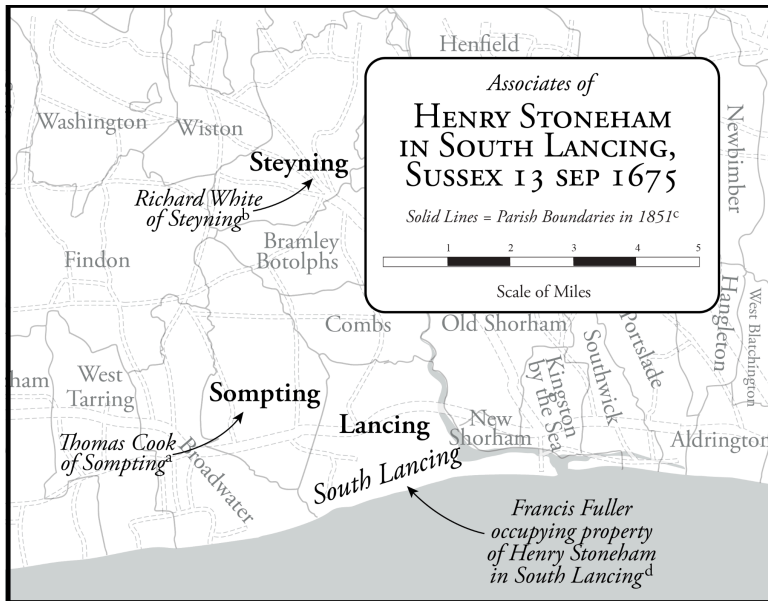 Henfield
Associates of
Henry Stoneham
in South Lancing,
Sussex 13 sep 1675
Solid Lines = Parish Boundaries in 1851c
1 2 3 4 5
Scale of Miles
Washington
Wiston
Steyning
Richard White
of Steyningb
Newbimber
Bramley
Botolphs
Findon
Combs
Old Shorham
Portslade
Hangleton
West Blatchington
Southwick
Kingston
by the Sea
ham
West
Tarring
Sompting
Lancing
New
Shorham
Aldrington
Thomas Cook
of Somptinga
Broadwater
South Lancing
Francis Fuller
occupying property
of Henry Stoneham
in South Lancingd